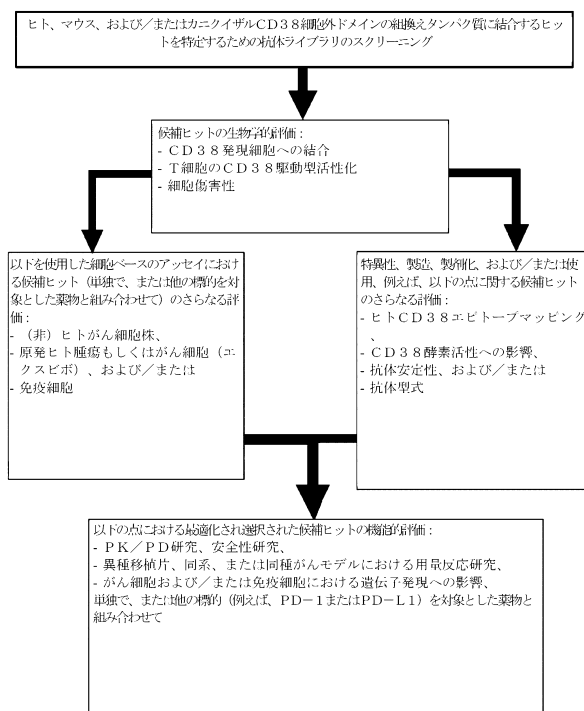 ヒト、マウス、および／またはカニクイザルCD38細胞外ドメインの組換えタンパク質に結合するヒッ
トを特定するための抗体ライブラリのスクリーニング
候補ヒットの生物学的評価：
- CD38発現細胞への結合
- T細胞のCD38駆動型活性化
- 細胞傷害性
以下を使用した細胞ベースのアッセイにおけ
る候補ヒット（単独で、または他の標的を対
象とした薬物と組み合わせて）のさらなる評
価：
- （非）ヒトがん細胞株、
- 原発ヒト腫瘍もしくはがん細胞（エ
クスビボ）、および／または
- 免疫細胞
特異性、製造、製剤化、および／または使
用、例えば、以下の点に関する候補ヒット
のさらなる評価：
- ヒトCD38エピトープマッピング
、
- CD38酵素活性への影響、
- 抗体安定性、および／または
- 抗体型式
以下の点における最適化され選択された候補ヒットの機能的評価：
- PK／PD研究、安全性研究、
- 異種移植片、同系、または同種がんモデルにおける用量反応研究、
- がん細胞および／または免疫細胞における遺伝子発現への影響、
単独で、または他の標的（例えば、PD－1またはPD－L1）を対象とした薬物と
組み合わせて